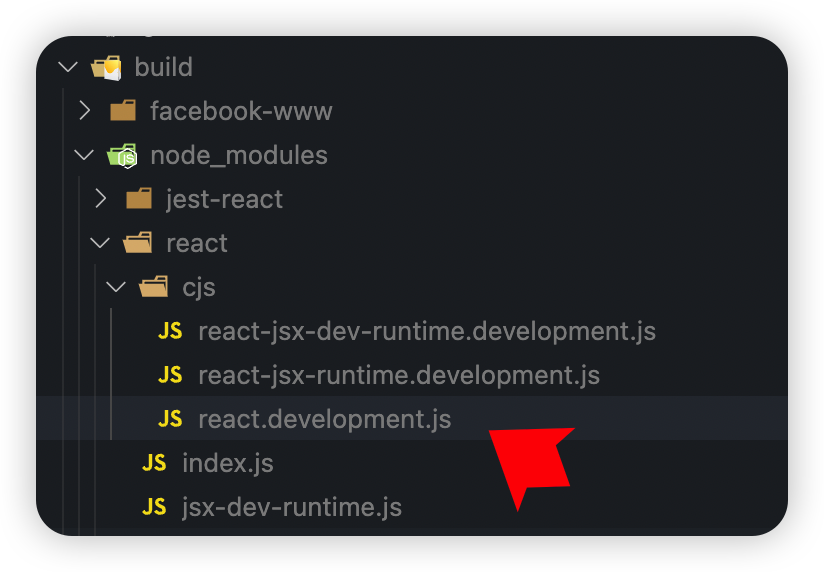 build
facebook-www
node_modules
jest-react
react
cjs
JS react-jsx-dev-runtime.development.js
JS react-jsx-runtime.development.js
JS react.development.js
JS index.js
JS jsx-dev-runtime.js